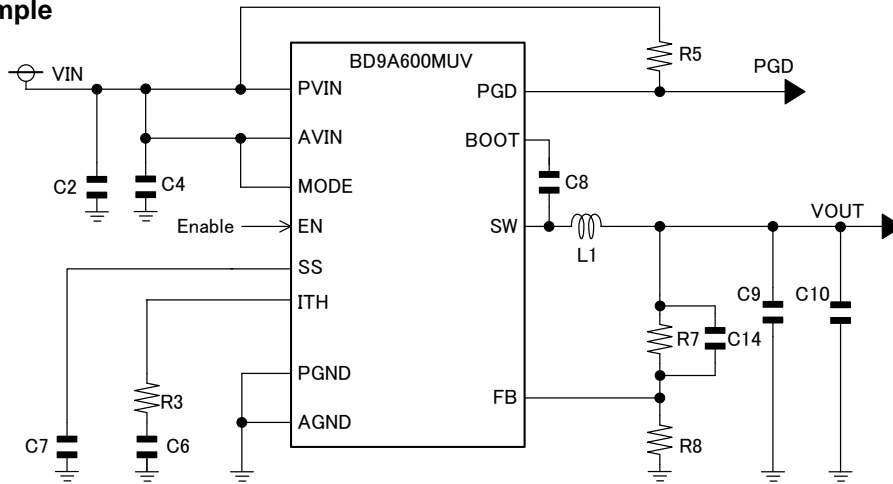 mple
BD9A600MUV
VIN
PVIN
AVIN
MODE
Enable
EN
SS
ITH
PGND
AGND
PGD
BOOT
SW
FB
C2
C4
R3
C7
C6
R5
PGD
C8
L1
VOUT
C9
C10
R7
C14
R8